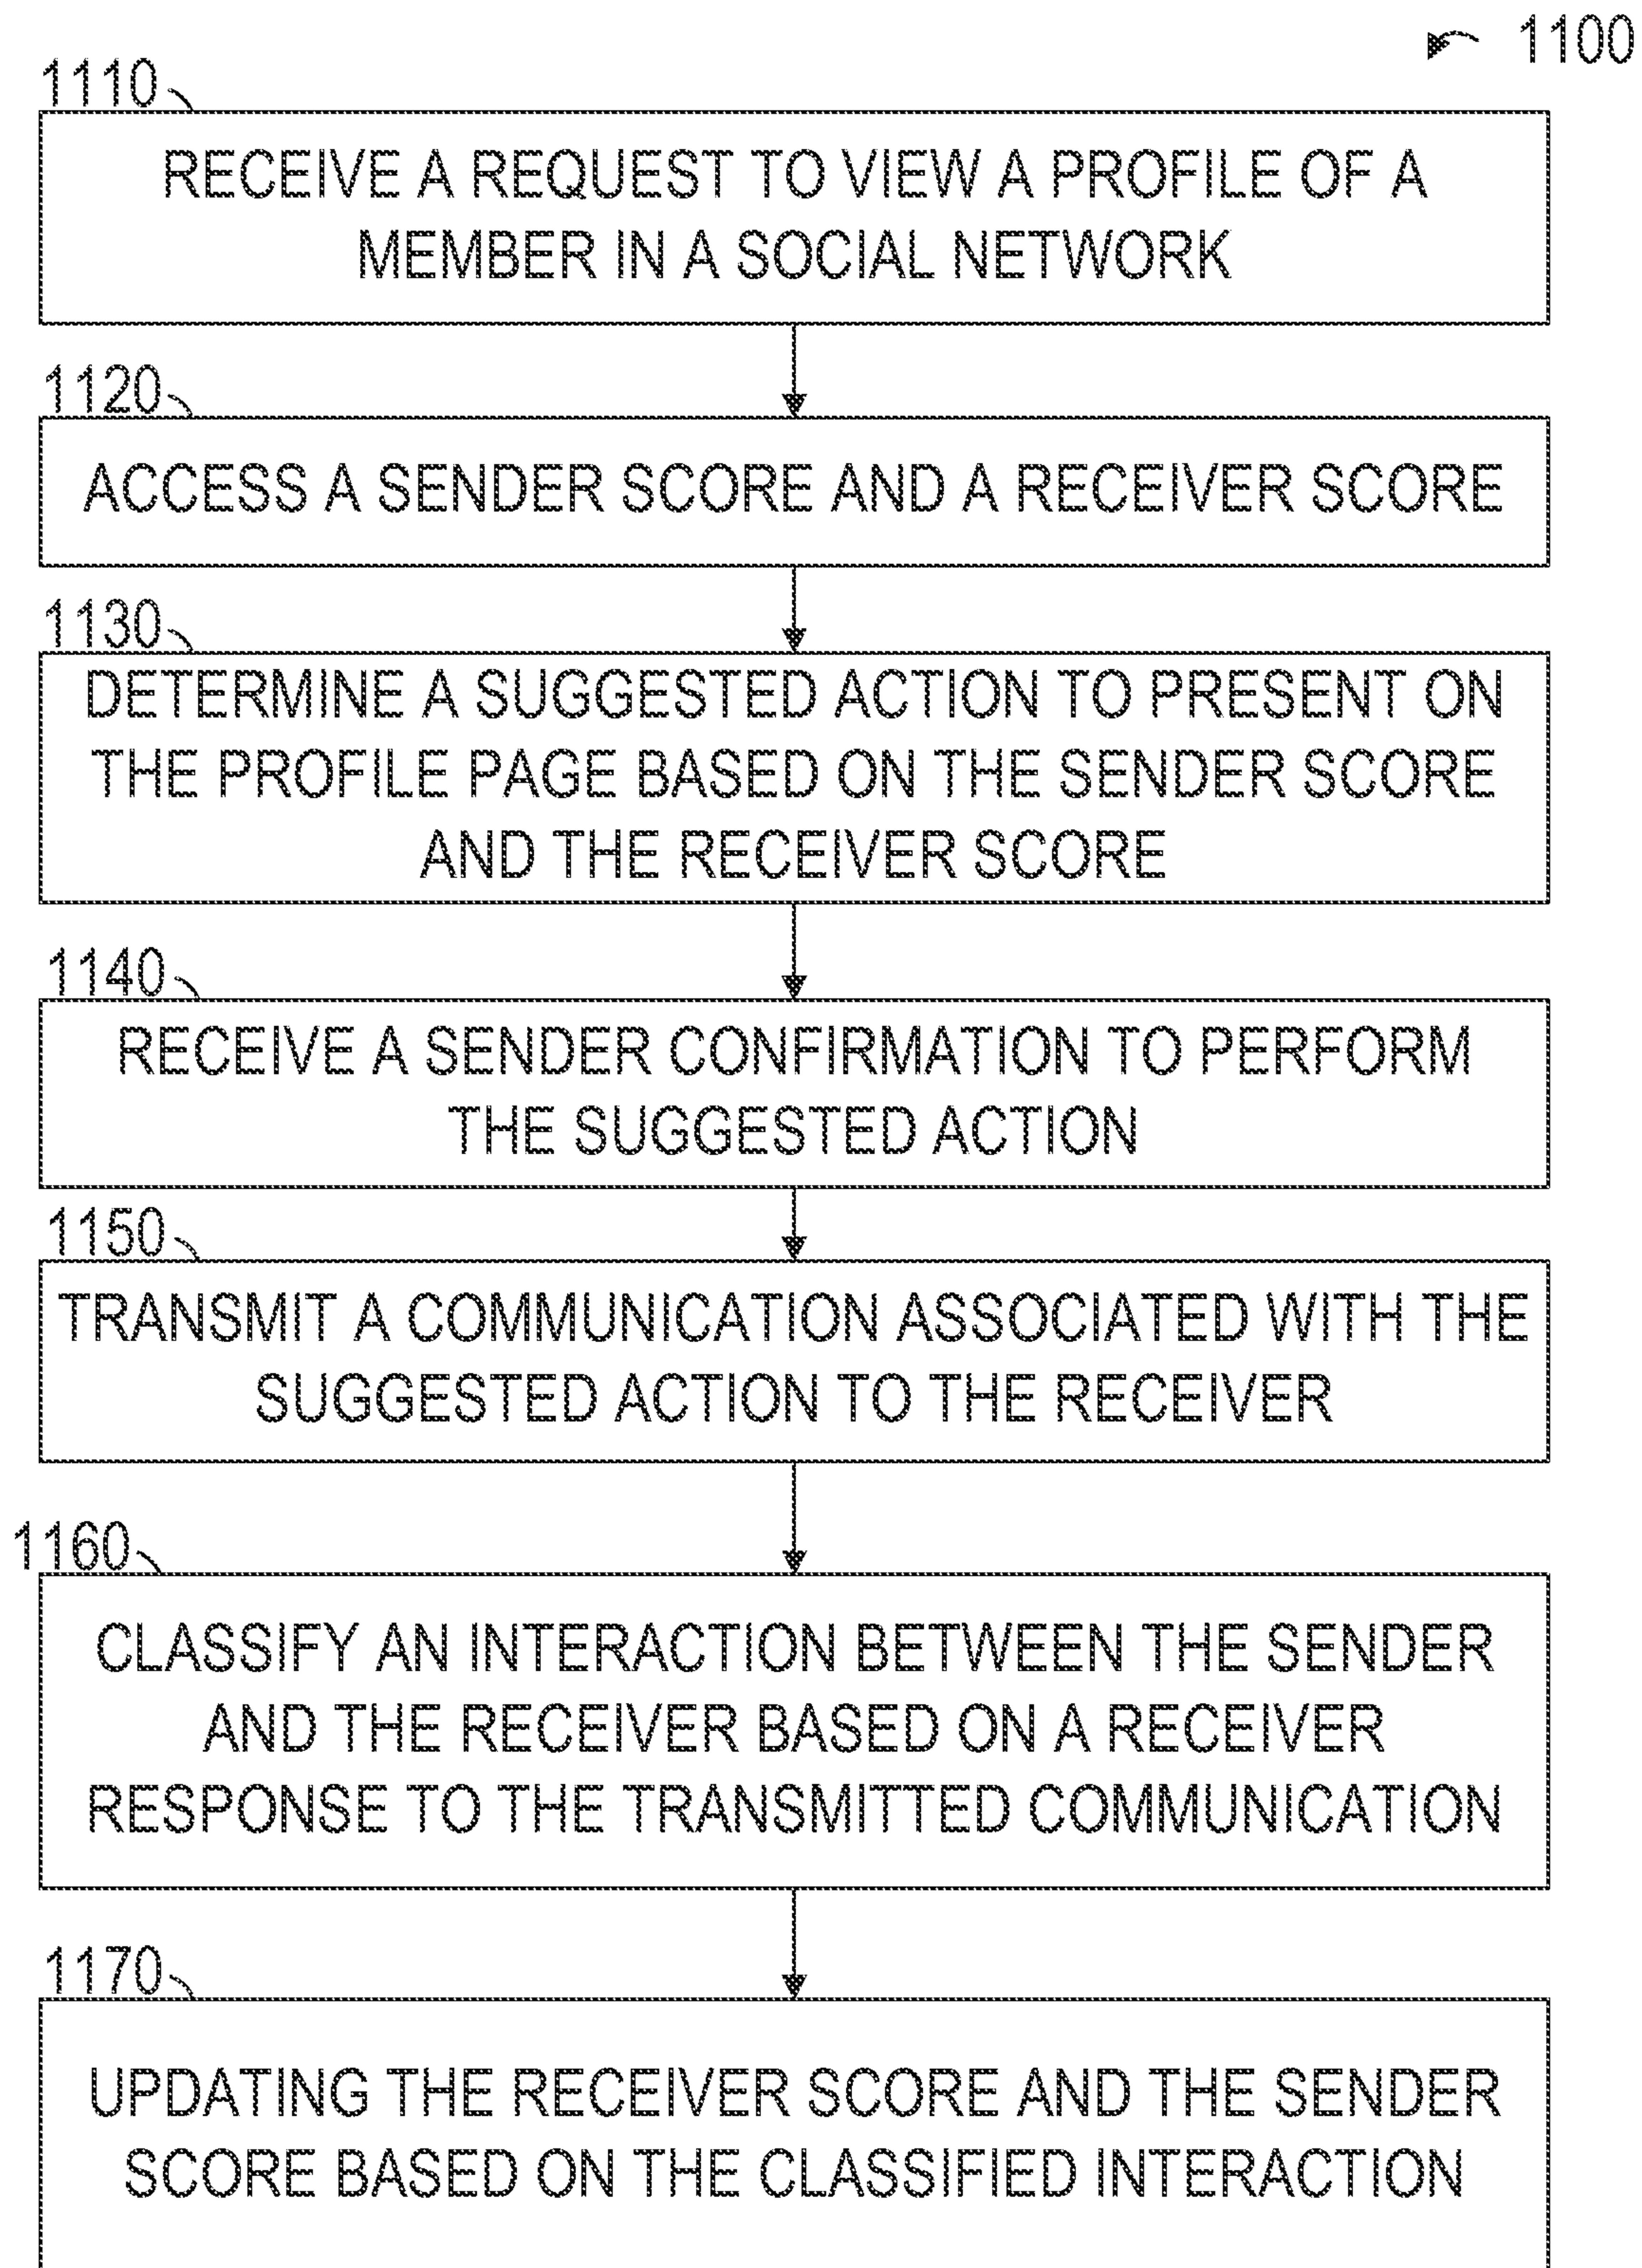 1100
1110
RECEIVE A REQUEST TO VIEW A PROFILE OF A
MEMBER IN A SOCIAL NETWORK
1120
ACCESS A SENDER SCORE AND A RECEIVER SCORE
1130
DETERMINE A SUGGESTED ACTION TO PRESENT ON
THE PROFILE PAGE BASED ON THE SENDER SCORE
AND THE RECEIVER SCORE
1140
RECEIVE A SENDER CONFIRMATION TO PERFORM
THE SUGGESTED ACTION
1150
TRANSMIT A COMMUNICATION ASSOCIATED WITH THE
SUGGESTED ACTION TO THE RECEIVER
1160
CLASSIFY AN INTERACTION BETWEEN THE SENDER
AND THE RECEIVER BASED ON A RECEIVER
RESPONSE TO THE TRANSMITTED COMMUNICATION
1170
UPDATING THE RECEIVER SCORE AND THE SENDER
SCORE BASED ON THE CLASSIFIED INTERACTION